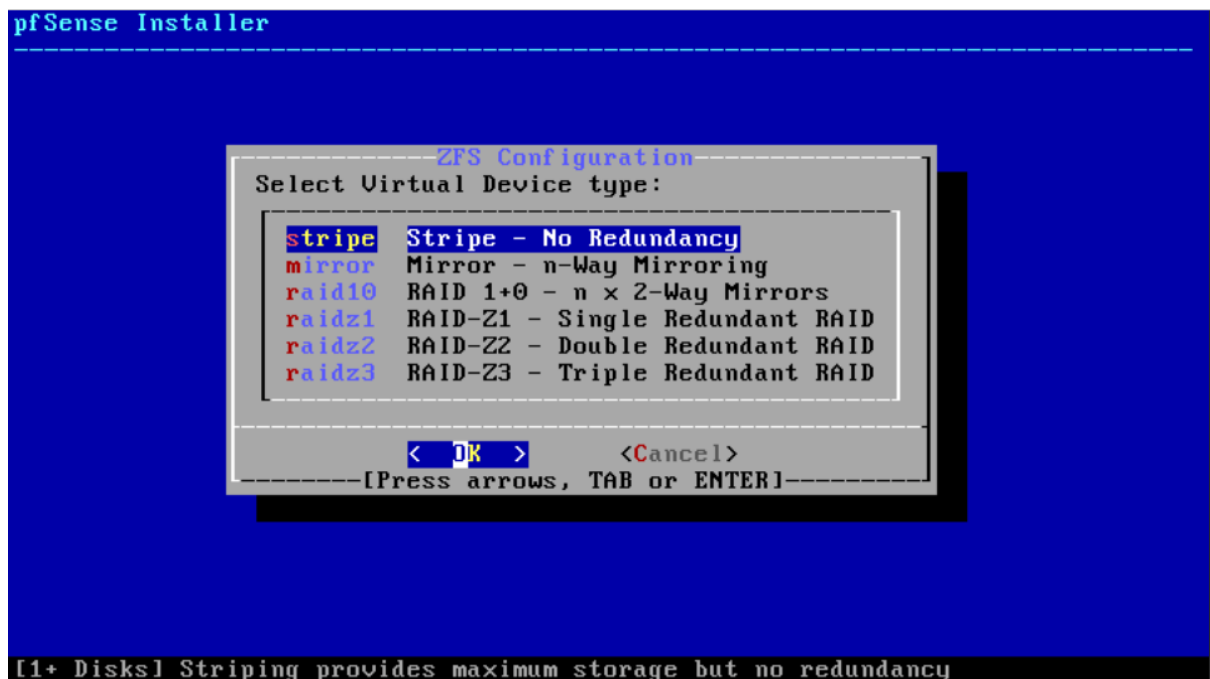 pfSense Installer
ZFS Configuration
Select Virtual Device type:
stripe Stripe - No Redundancy
mirror Mirror - n-Way Mirroring
raid10 RAID 1+0 - n x 2-Way Mirrors
raidz1 RAID-Z1 - Single Redundant RAID
raidz2 RAID-Z2 - Double Redundant RAID
raidz3 RAID-Z3 - Triple Redundant RAID
< OK > <Cancel>
[Press arrows, TAB or ENTER]
[1+ Disks] Striping provides maximum storage but no redundancy